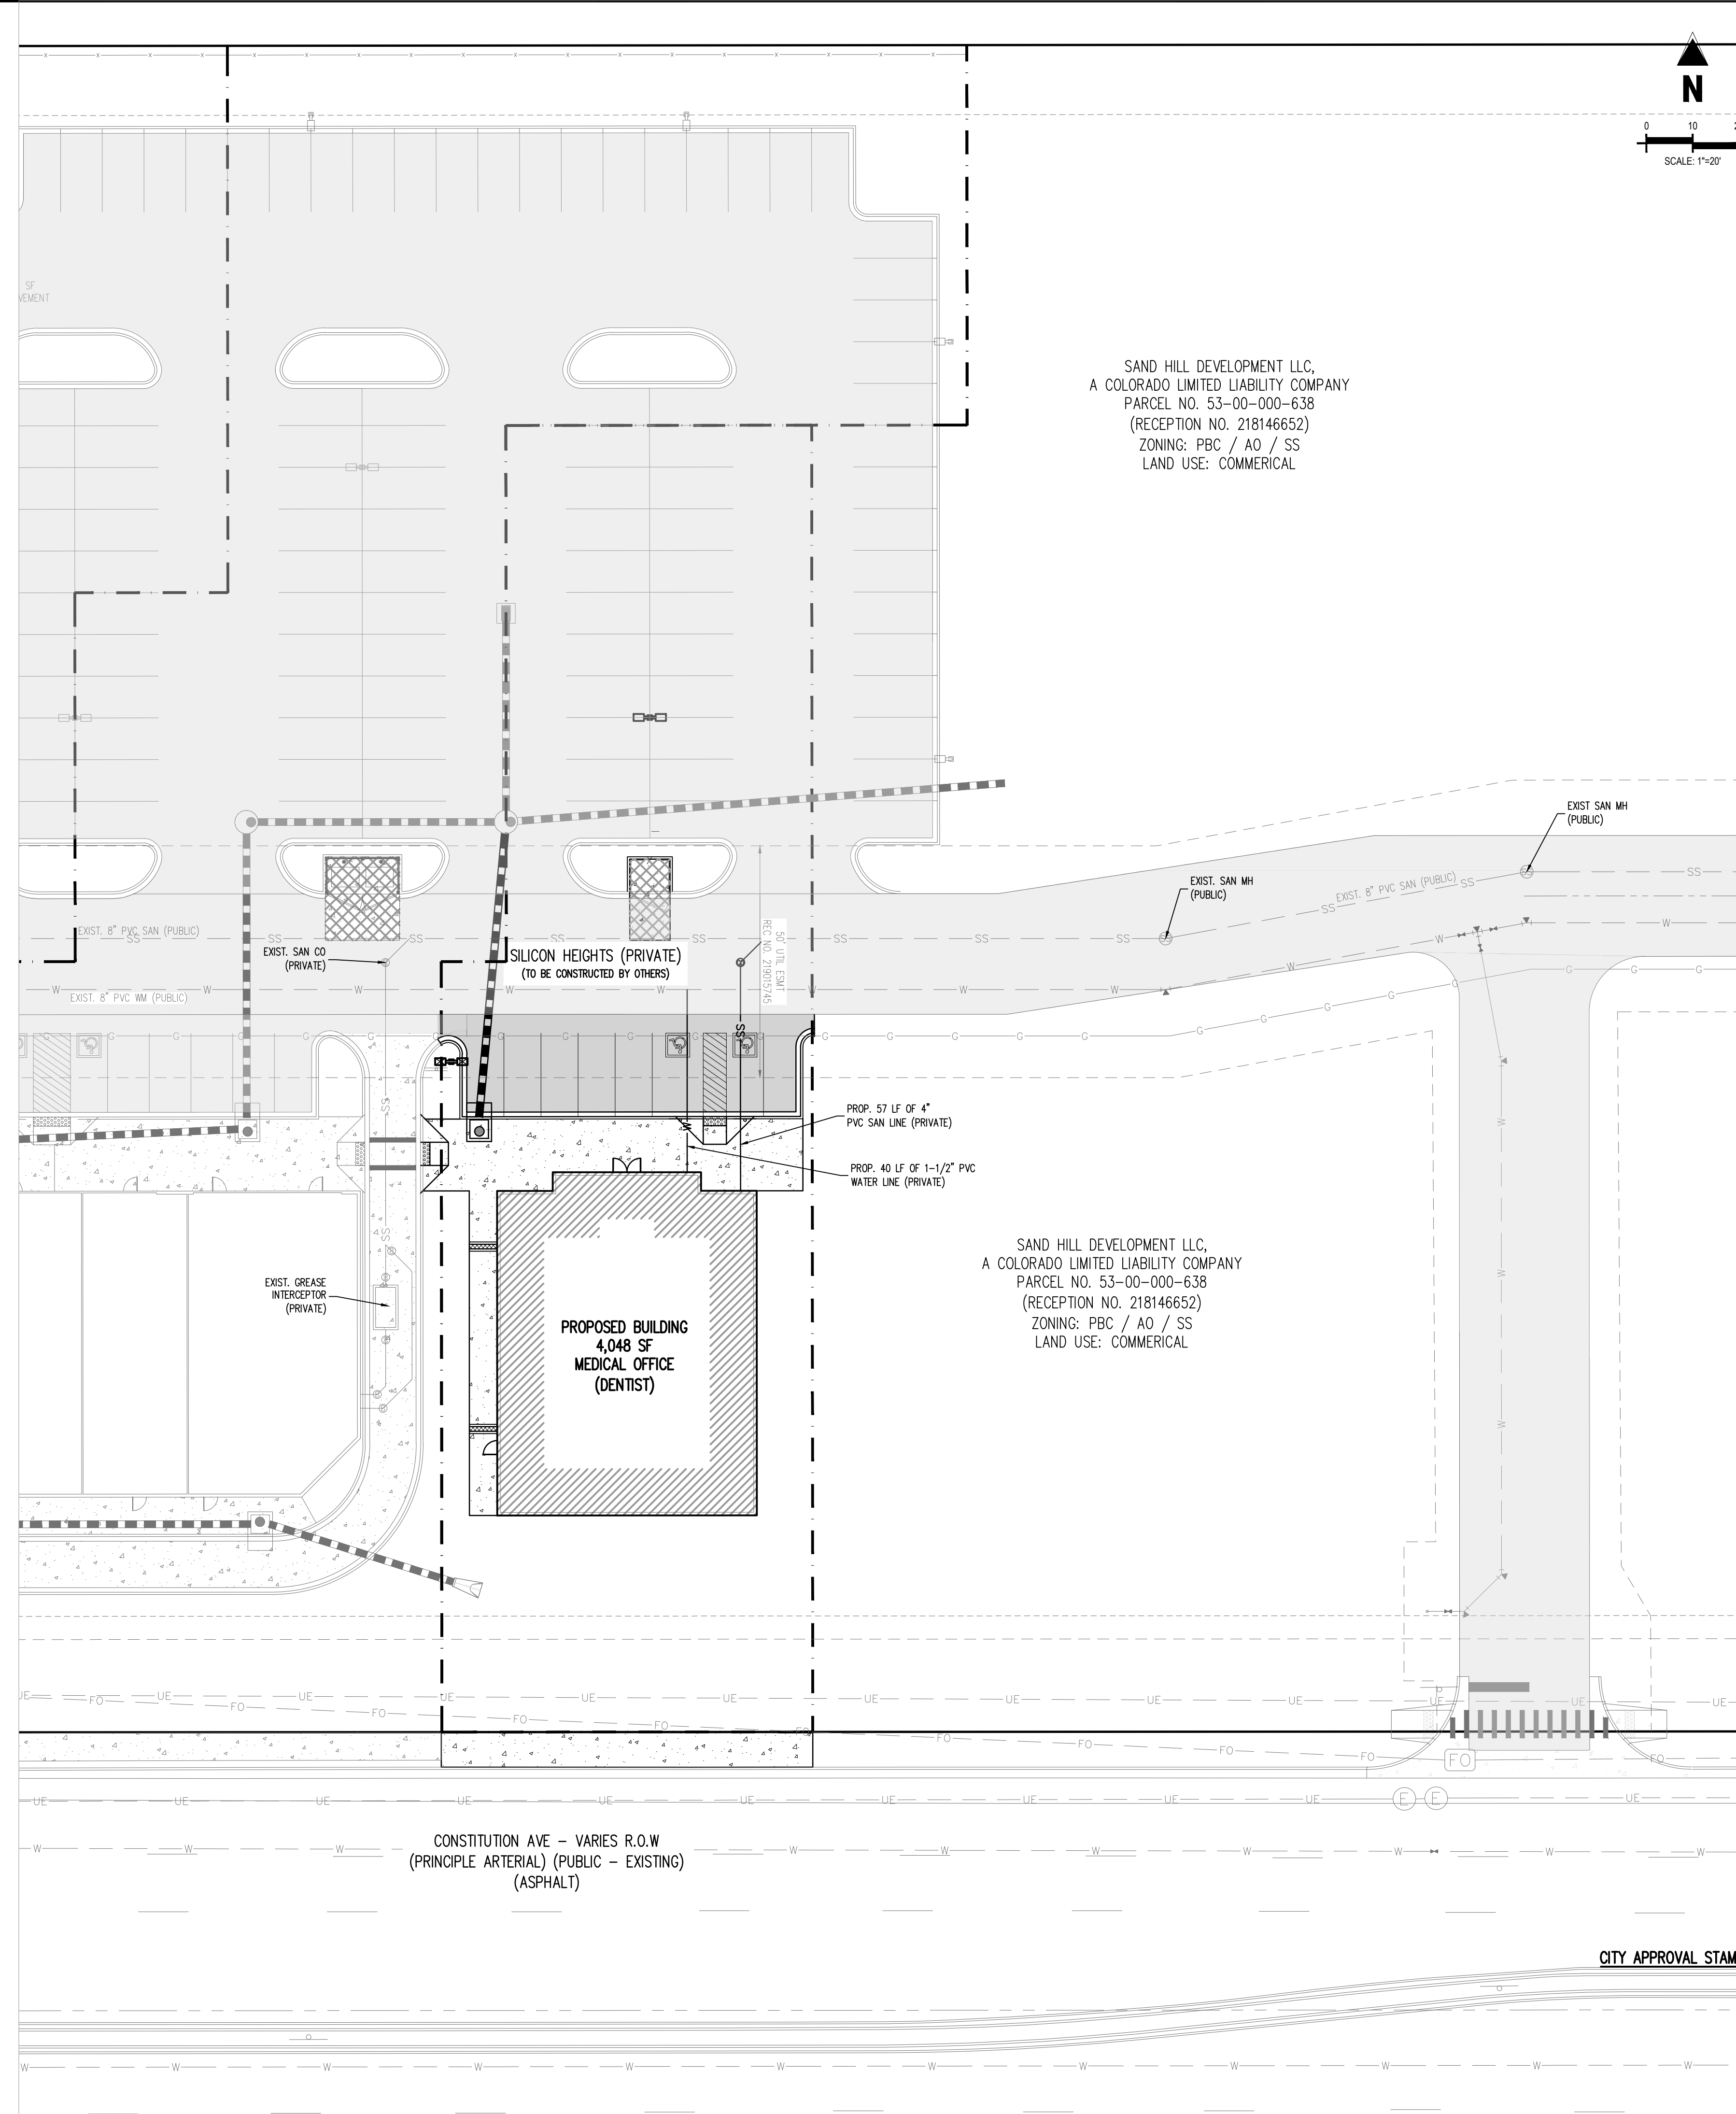 N
0 10
SCALE: 1"=20'
SF
VEMENT
SAND HILL DEVELOPMENT LLC,
A COLORADO LIMITED LIABILITY COMPANY
PARCEL NO. 53-00-000-638
(RECEPTION NO. 218146652)
ZONING: PBC / AO / SS
LAND USE: COMMERICAL
EXIST SAN MH
(PUBLIC)
EXIST. SAN MH
(PUBLIC)
EXIST. 8" PVC SAN (PUBLIC)
EXIST. 8" PVC SAN (PUBLIC)
EXIST. SAN CO
(PRIVATE)
SILICON HEIGHTS (PRIVATE)
(TO BE CONSTRUCTED BY OTHERS)
50' UTIL ESMT
REC NO. 219015745
EXIST. 8" PVC WM (PUBLIC)
PROP. 57 LF OF 4"
PVC SAN LINE (PRIVATE)
PROP. 40 LF OF 1-1/2" PVC
WATER LINE (PRIVATE)
SAND HILL DEVELOPMENT LLC,
A COLORADO LIMITED LIABILITY COMPANY
PARCEL NO. 53-00-000-638
(RECEPTION NO. 218146652)
ZONING: PBC / AO / SS
LAND USE: COMMERICAL
EXIST. GREASE
INTERCEPTOR
(PRIVATE)
PROPOSED BUILDING
4,048 SF
MEDICAL OFFICE
(DENTIST)
FO
E E
CONSTITUTION AVE - VARIES R.O.W
(PRINCIPLE ARTERIAL) (PUBLIC - EXISTING)
(ASPHALT)
CITY APPROVAL STAM